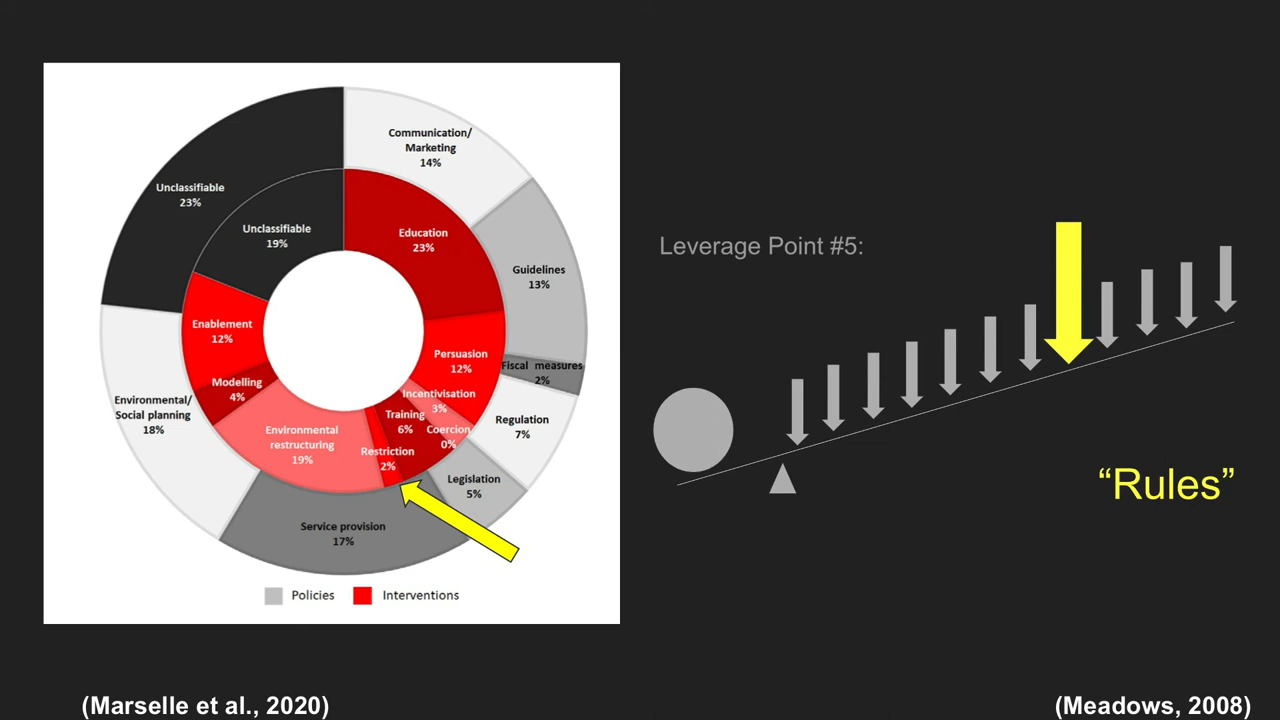 Communication/
Marketing
14%
Unclassifiable
23%
Unclassifiable
19%
Education
23%
Guidelines
13%
Enablement
12%
Persuasion
12%
Fiscal measures
2%
Modelling
4%
Incentivisation
3%
Environmental/
Social planning
18%
Training
6%
Coercion
0%
Regulation
7%
Environmental
restructuring
19%
Restriction
2%
Legislation
5%
Service provision
17%
Policies
Interventions
Leverage Point #5:
“Rules”
(Marselle et al., 2020)
(Meadows, 2008)